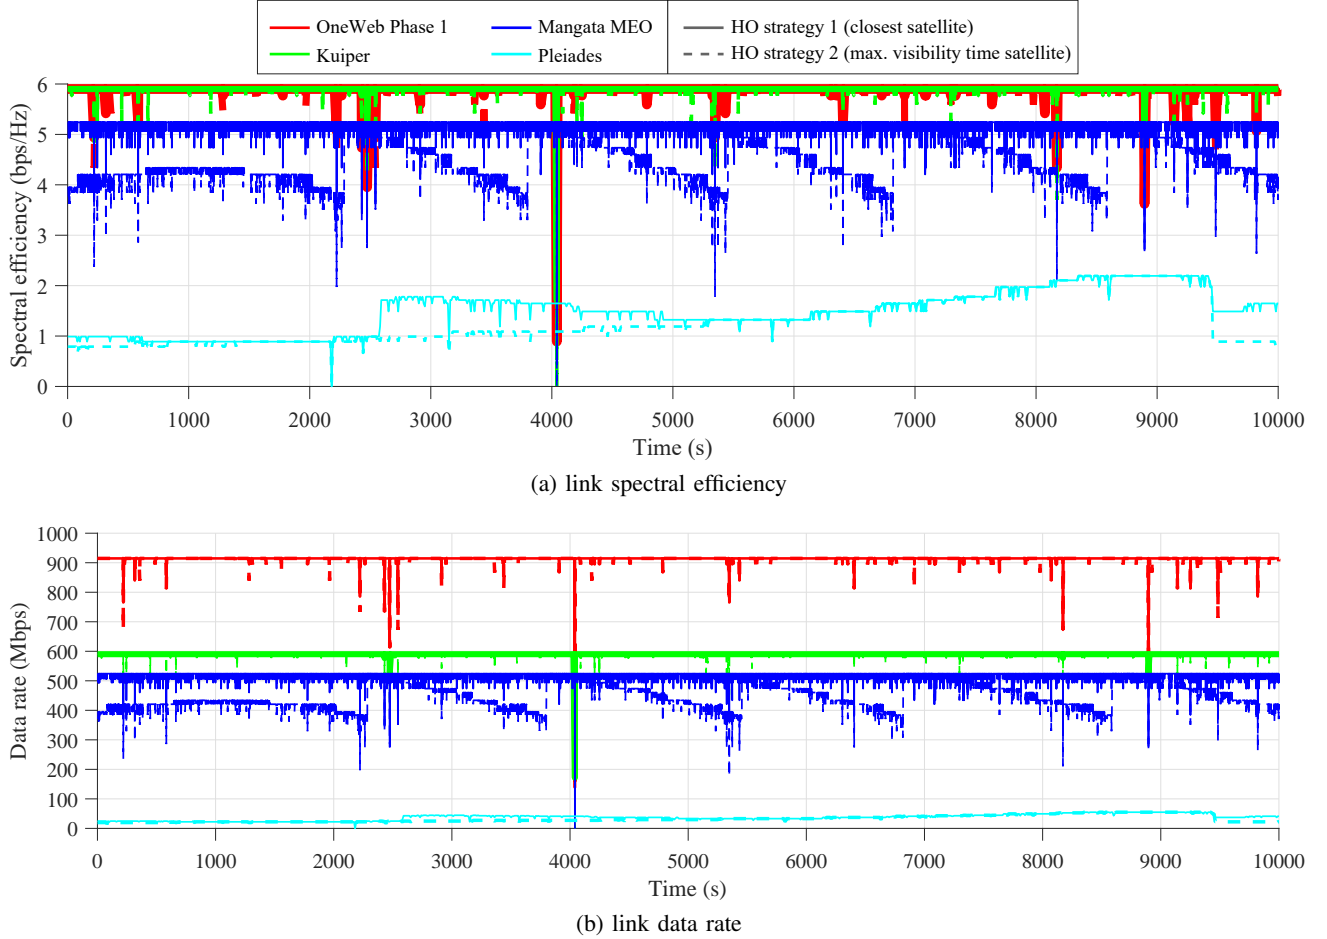 OneWeb Phase 1 Mangata MEO HO strategy 1 (closest satellite)
Kuiper Pleiades HO strategy 2 (max. visibility time satellite)
6
5
4
3
2
1
0
Spectral efficiency (bps/Hz)
0 1000 2000 3000 4000 5000 6000 7000 8000 9000 10000
Time (s)
(a) link spectral efficiency
1000
900
800
700
600
500
400
300
200
100
0
Data rate (Mbps)
0 1000 2000 3000 4000 5000 6000 7000 8000 9000 10000
Time (s)
(b) link data rate